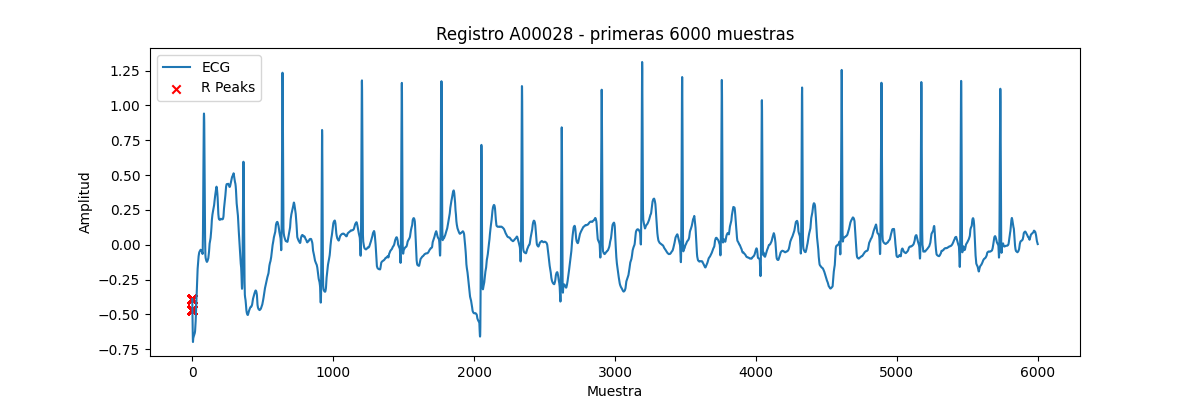 Registro A00028 - primeras 6000 muestras
ECG
R Peaks
1.25
1.00
0.75
0.50
0.25
0.00
−0.25
−0.50
−0.75
Amplitud
0 1000 2000 3000 4000 5000 6000
Muestra